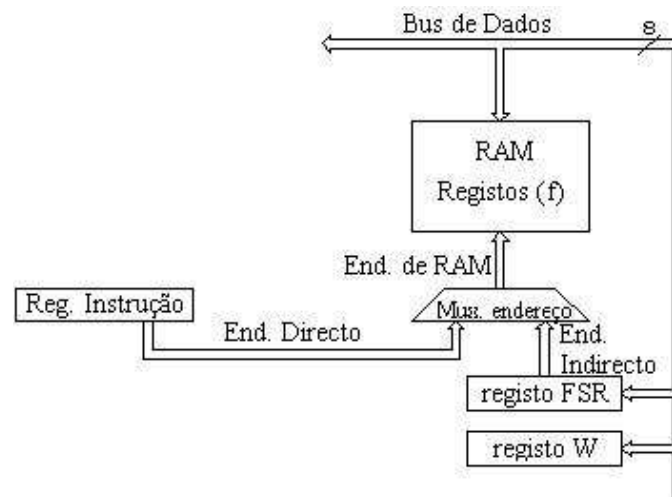 Bus de Dados
8
RAM
Registos (f)
End. de RAM
Reg. Instrução
Mux. endereço
End. Directo
End.
Indirecto
registo FSR
registo W